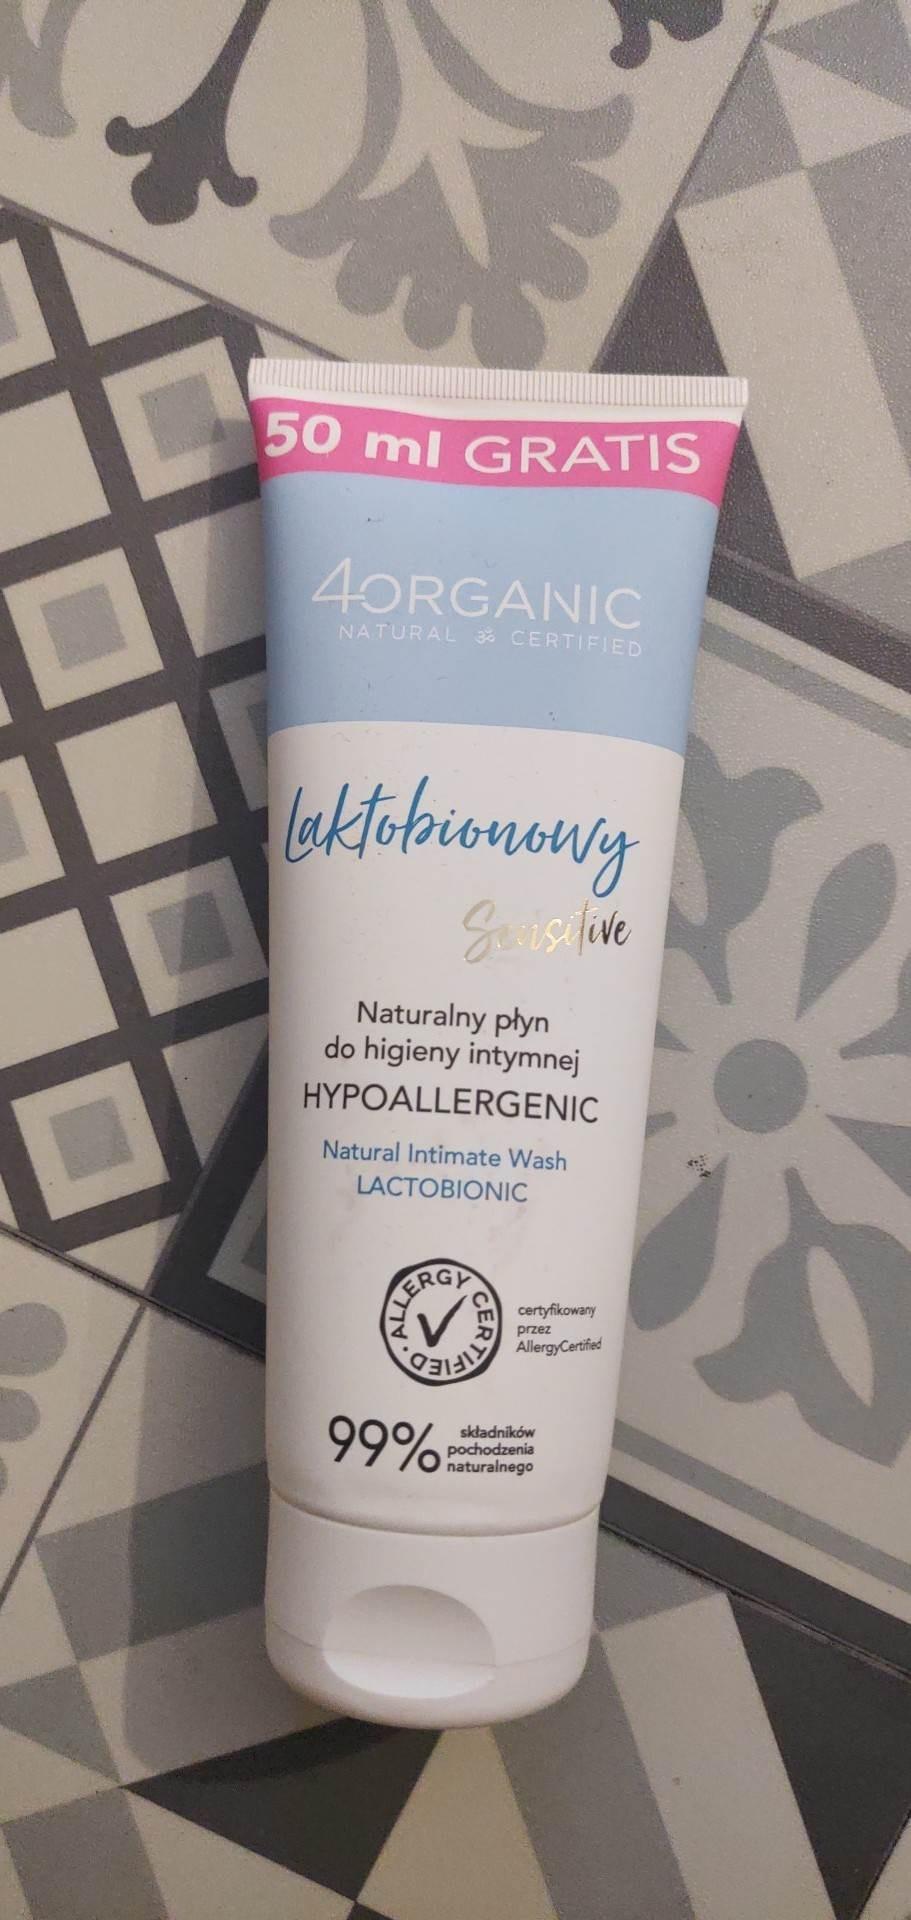 50 ml GRATIS
4ORGANIC
NATURAL ॐ CERTIFIED
Laktobionowy
Sensitive
Naturalny płyn
do higieny intymnej
HYPOALLERGENIC
Natural Intimate Wash
LACTOBIONIC
ALLERGY CERTIFIED •
certyfikowany
przez
AllergyCertified
99%
składników
pochodzenia
naturalnego